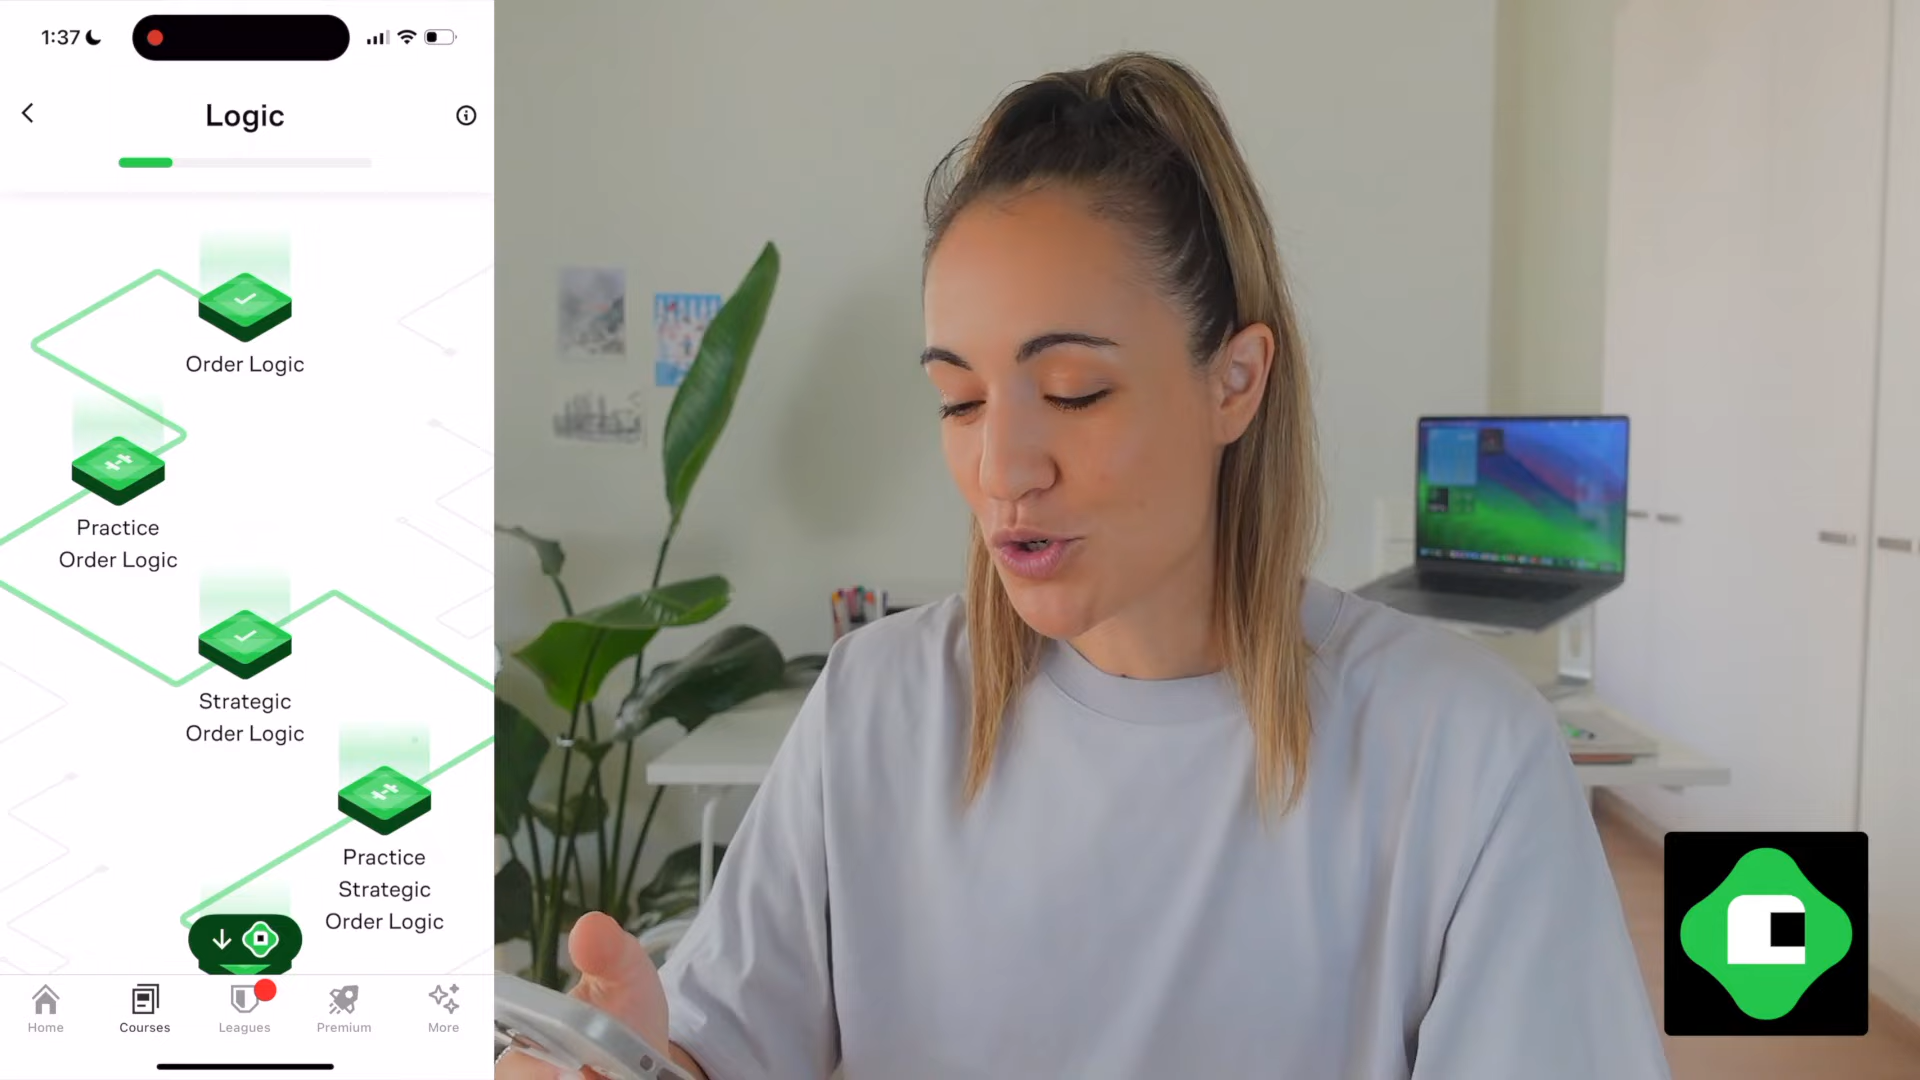 1:37
Logic
Order Logic
Practice
Order Logic
Strategic
Order Logic
Practice
Strategic
Order Logic
Home
Courses
Leagues
Premium
More